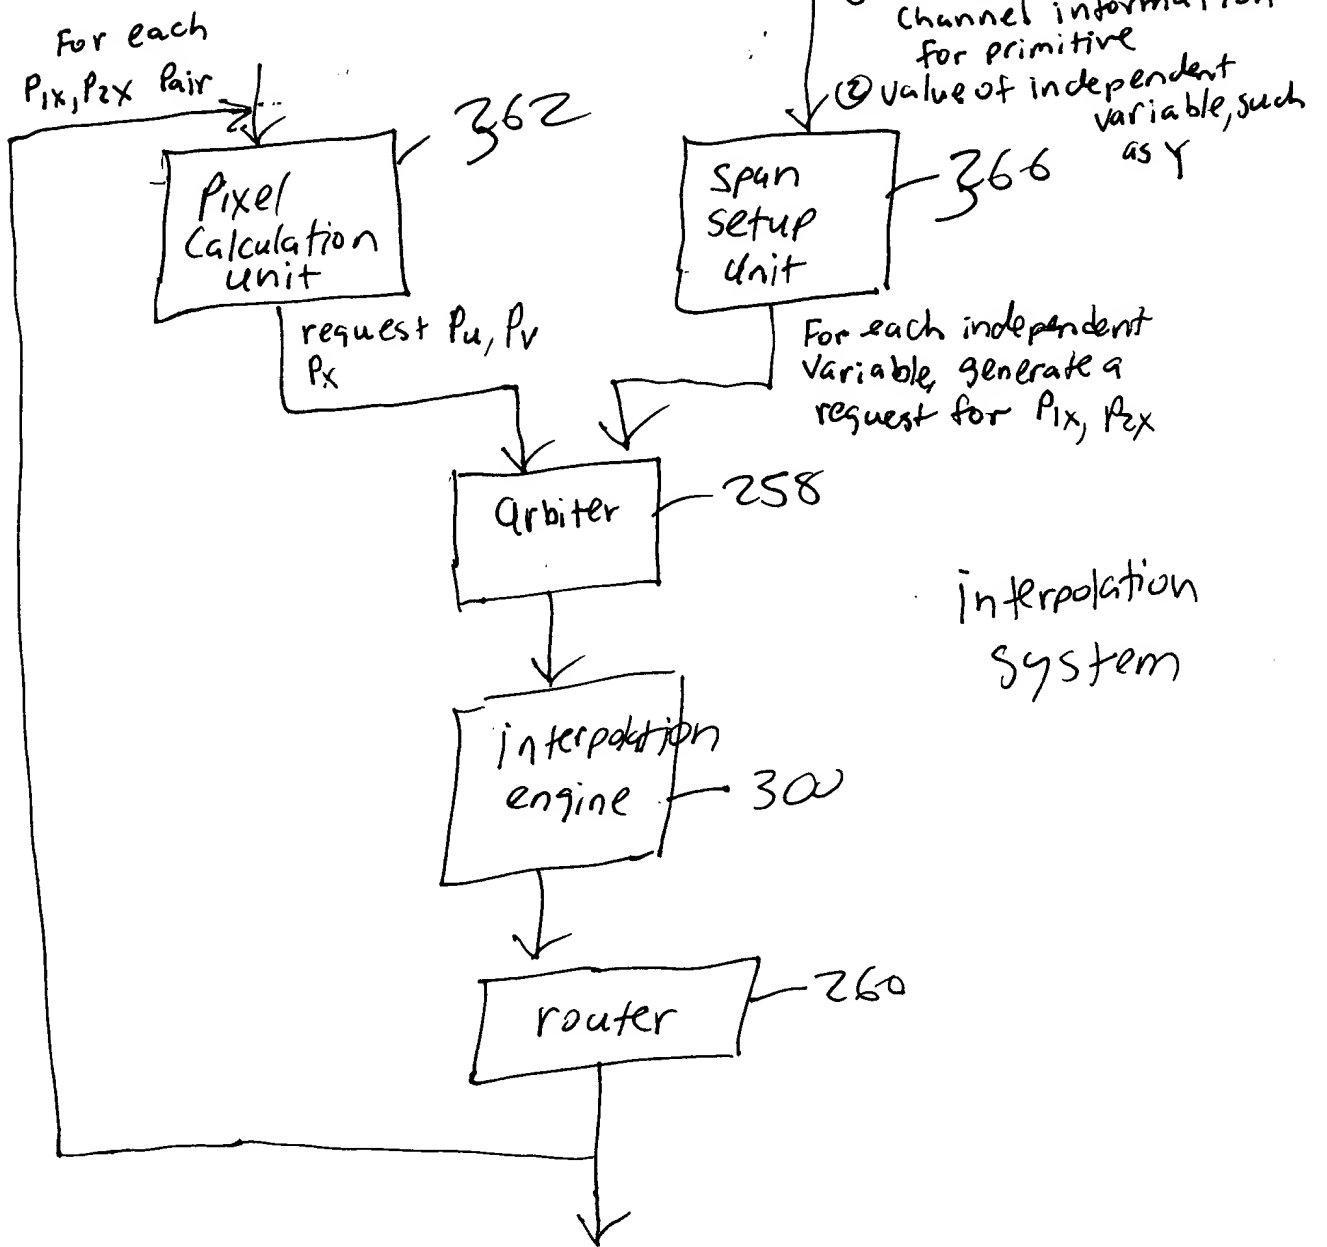 Channel information
for primitive
② value of independent
variable, such
as Y
For each
P1x, P2x Pair
362
Pixel
Calculation
unit
span
setup
unit
366
request Pu, Pv
Px
For each independent
variable, generate a
request for P1x, P2x
arbiter
258
interpolation
system
interpolation
engine
300
router
260